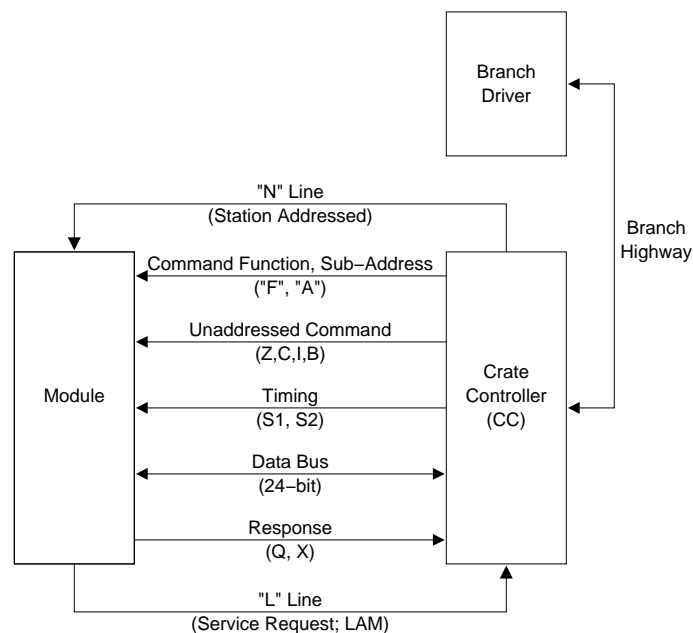 Branch
Driver
"N" Line
(Station Addressed)
Branch
Highway
Command Function, Sub−Address
("F", "A")
Unaddressed Command
(Z,C,I,B)
Module
Timing
(S1, S2)
Crate
Controller
(CC)
Data Bus
(24−bit)
Response
(Q, X)
"L" Line
(Service Request; LAM)